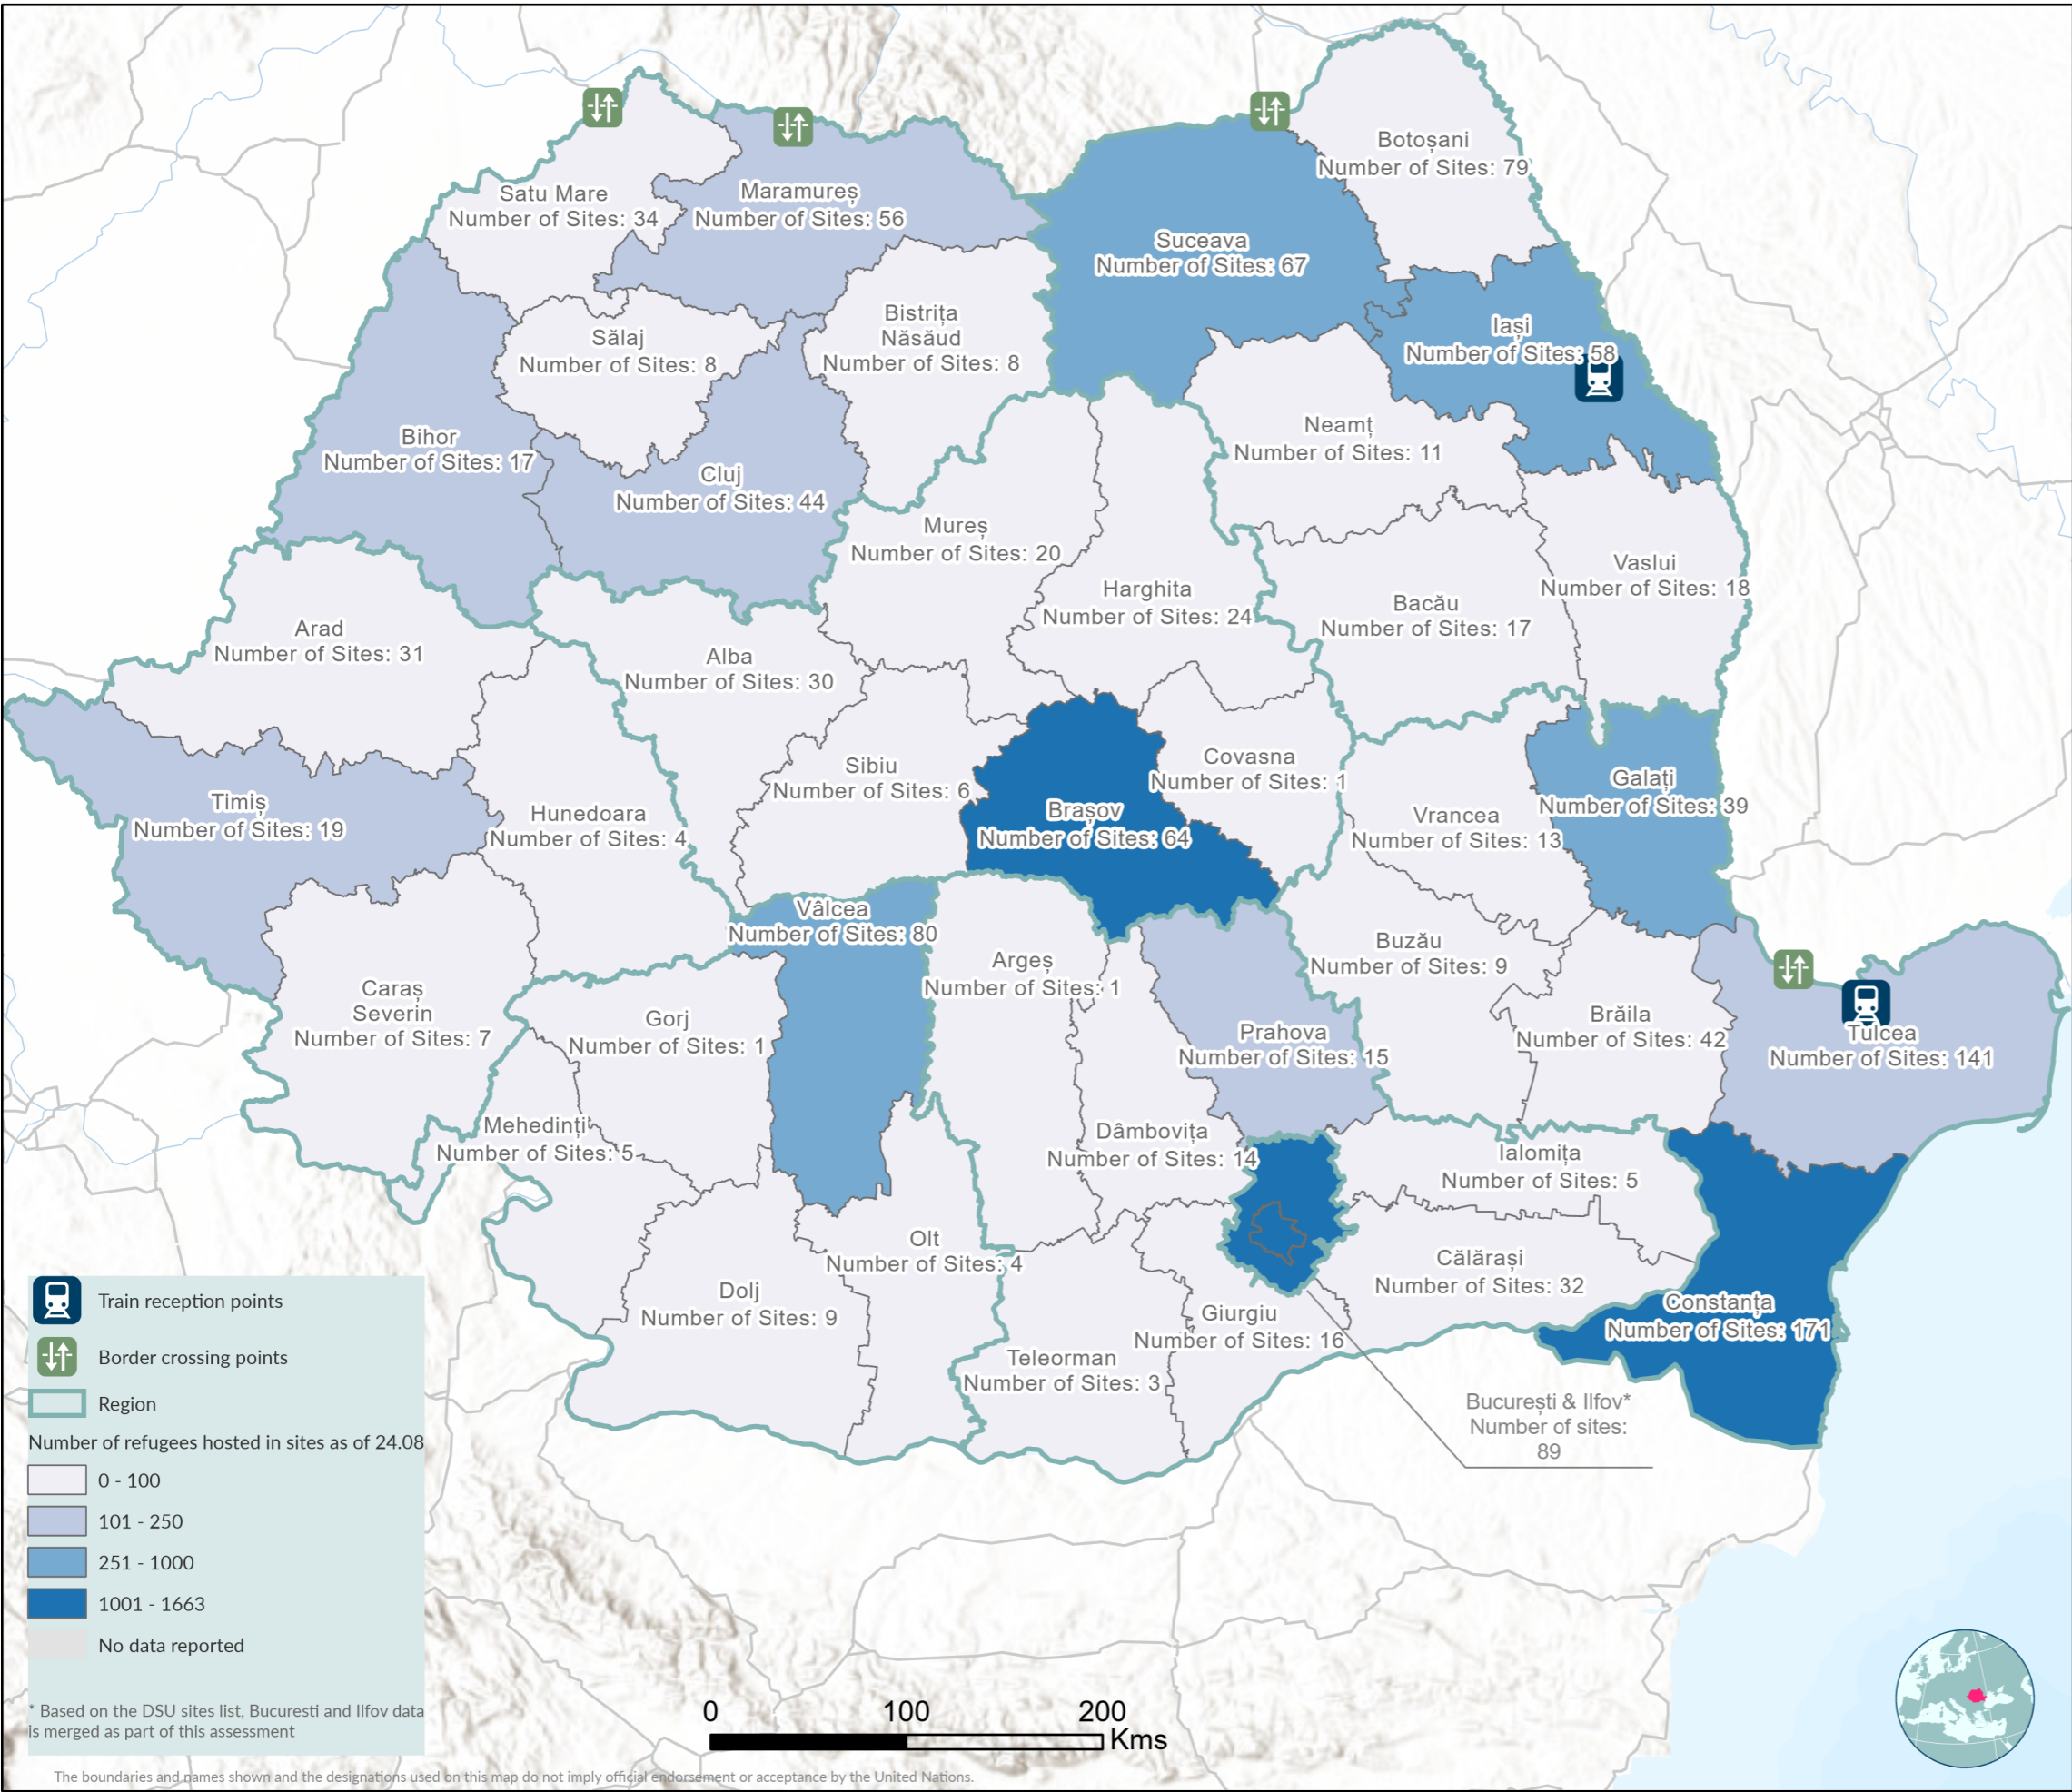 Botoșani
Number of Sites: 79
Satu Mare
Number of Sites: 34
Maramureș
Number of Sites: 56
Suceava
Number of Sites: 67
Bistrița
Năsăud
Number of Sites: 8
Sălaj
Number of Sites: 8
Iași
Number of Sites: 58
Bihor
Number of Sites: 17
Cluj
Number of Sites: 44
Neamț
Number of Sites: 11
Mureș
Number of Sites: 20
Harghita
Number of Sites: 24
Vaslui
Number of Sites: 18
Bacău
Number of Sites: 17
Arad
Number of Sites: 31
Alba
Number of Sites: 30
Sibiu
Number of Sites: 6
Covasna
Number of Sites: 1
Brașov
Number of Sites: 64
Galați
Number of Sites: 39
Vrancea
Number of Sites: 13
Timiș
Number of Sites: 19
Hunedoara
Number of Sites: 4
Vâlcea
Number of Sites: 80
Buzău
Number of Sites: 9
Argeș
Number of Sites: 1
Caraș
Severin
Number of Sites: 7
Gorj
Number of Sites: 1
Prahova
Number of Sites: 15
Brăila
Number of Sites: 42
Tulcea
Number of Sites: 141
Mehedinți
Number of Sites: 5
Dâmbovița
Number of Sites: 14
Ialomița
Number of Sites: 5
Olt
Number of Sites: 4
Călărași
Number of Sites: 32
Dolj
Number of Sites: 9
Giurgiu
Number of Sites: 16
Constanța
Number of Sites: 171
Teleorman
Number of Sites: 3
București & Ilfov*
Number of sites:
89
Train reception points
Border crossing points
Region
Number of refugees hosted in sites as of 24.08
0 - 100
101 - 250
251 - 1000
1001 - 1663
No data reported
* Based on the DSU sites list, Bucuresti and Ilfov data
is merged as part of this assessment
0 100 200
Kms
The boundaries and names shown and the designations used on this map do not imply official endorsement or acceptance by the United Nations.